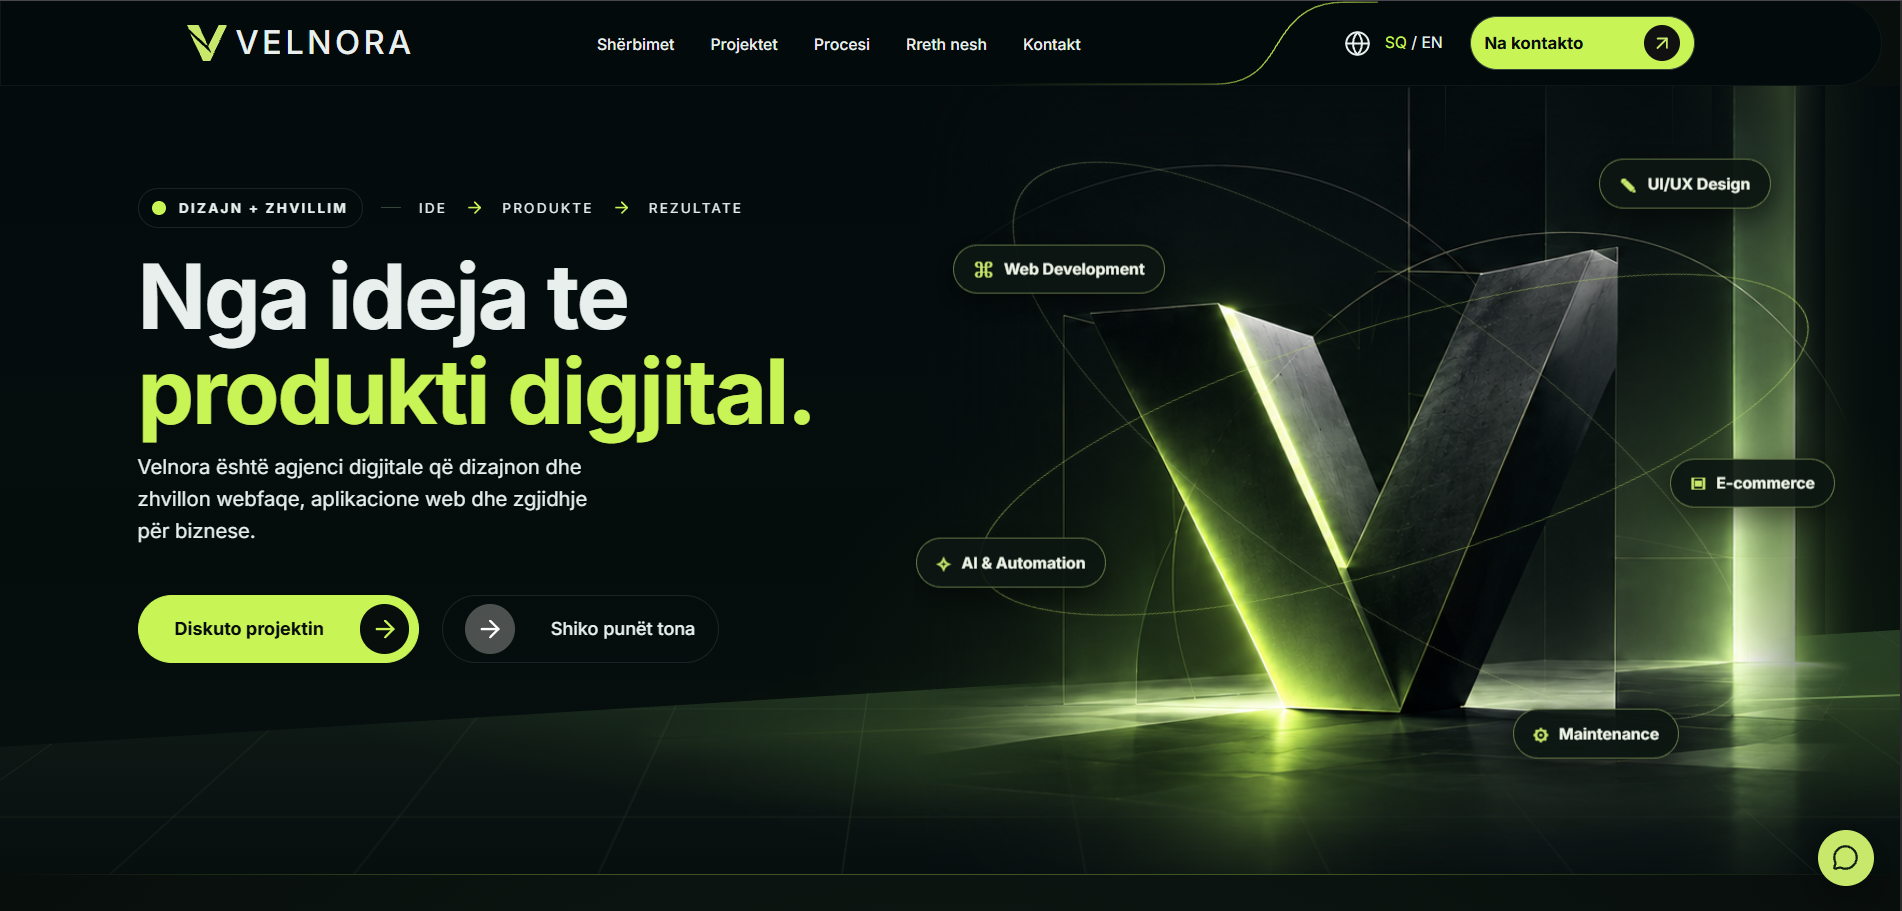 VELNORA
Shërbimet Projektet Procesi Rreth nesh Kontakt
SQ / EN
Na kontakto
DIZAJN + ZHVILLIM — IDE → PRODUKTE → REZULTATE
Nga ideja te
produkti digjital.
Velnora është agjenci digjitale që dizajnon dhe
zhvillon webfaqe, aplikacione web dhe zgjidhje
për biznese.
Diskuto projektin
Shiko punët tona
UI/UX Design
Web Development
E-commerce
AI & Automation
Maintenance